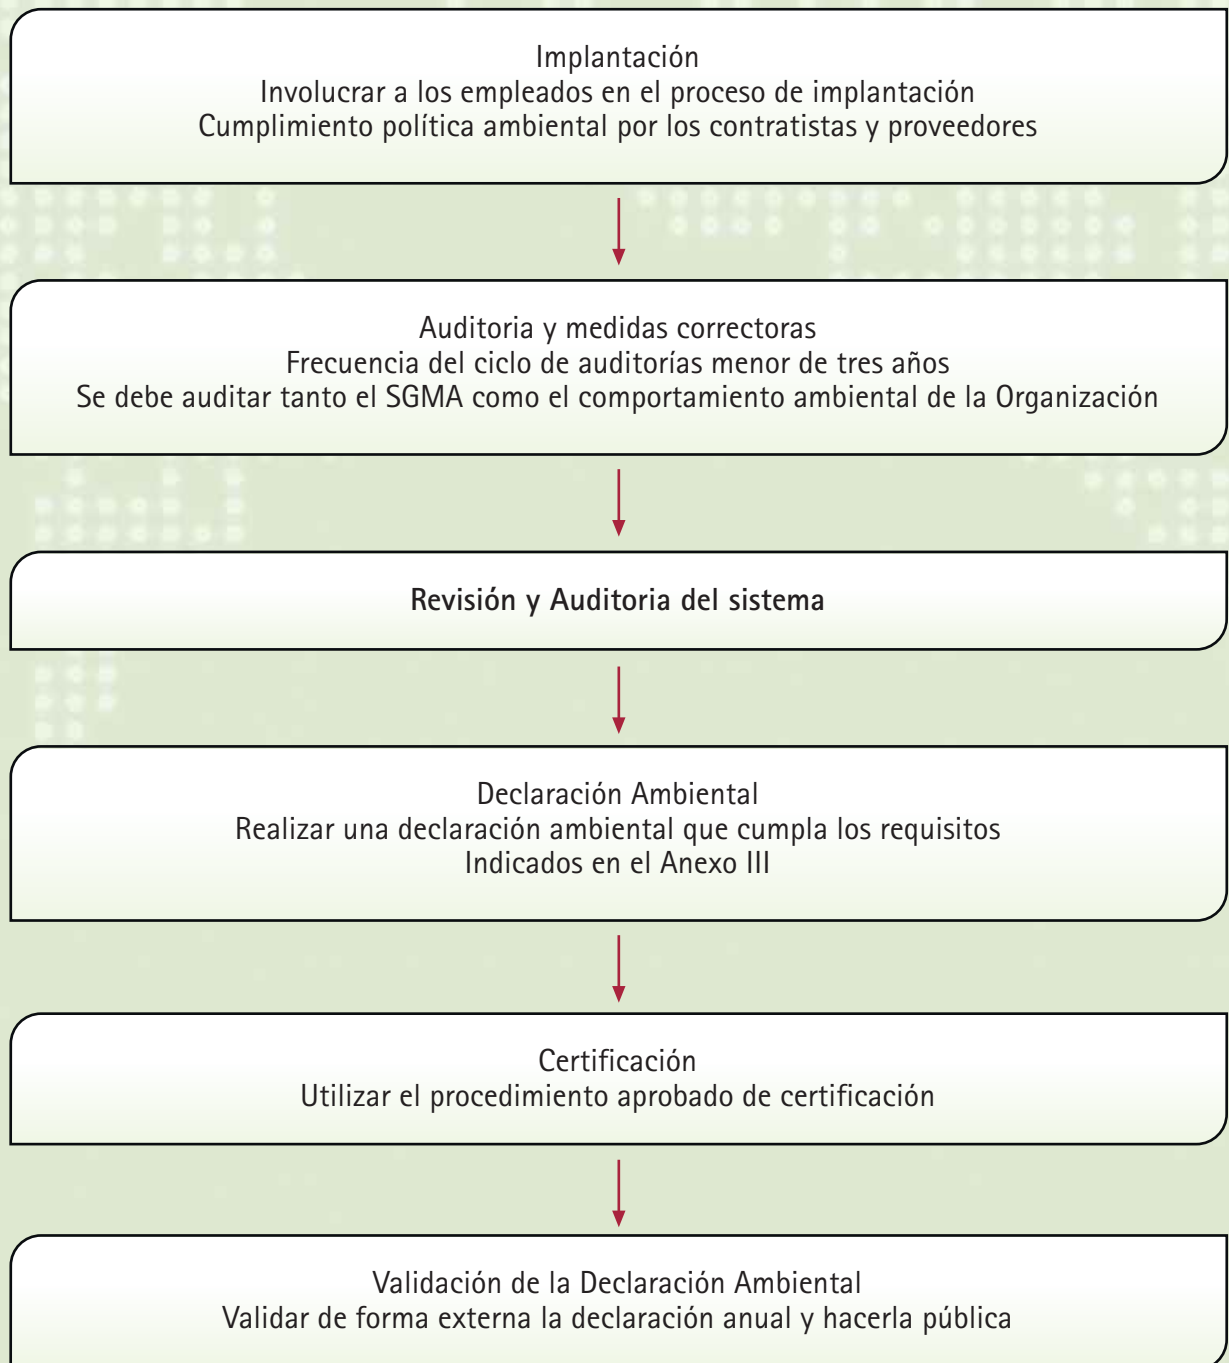 Implantación
Involucrar a los empleados en el proceso de implantación
Cumplimiento política ambiental por los contratistas y proveedores
Auditoria y medidas correctoras
Frecuencia del ciclo de auditorías menor de tres años
Se debe auditar tanto el SGMA como el comportamiento ambiental de la Organización
Revisión y Auditoria del sistema
Declaración Ambiental
Realizar una declaración ambiental que cumpla los requisitos
Indicados en el Anexo III
Certificación
Utilizar el procedimiento aprobado de certificación
Validación de la Declaración Ambiental
Validar de forma externa la declaración anual y hacerla pública